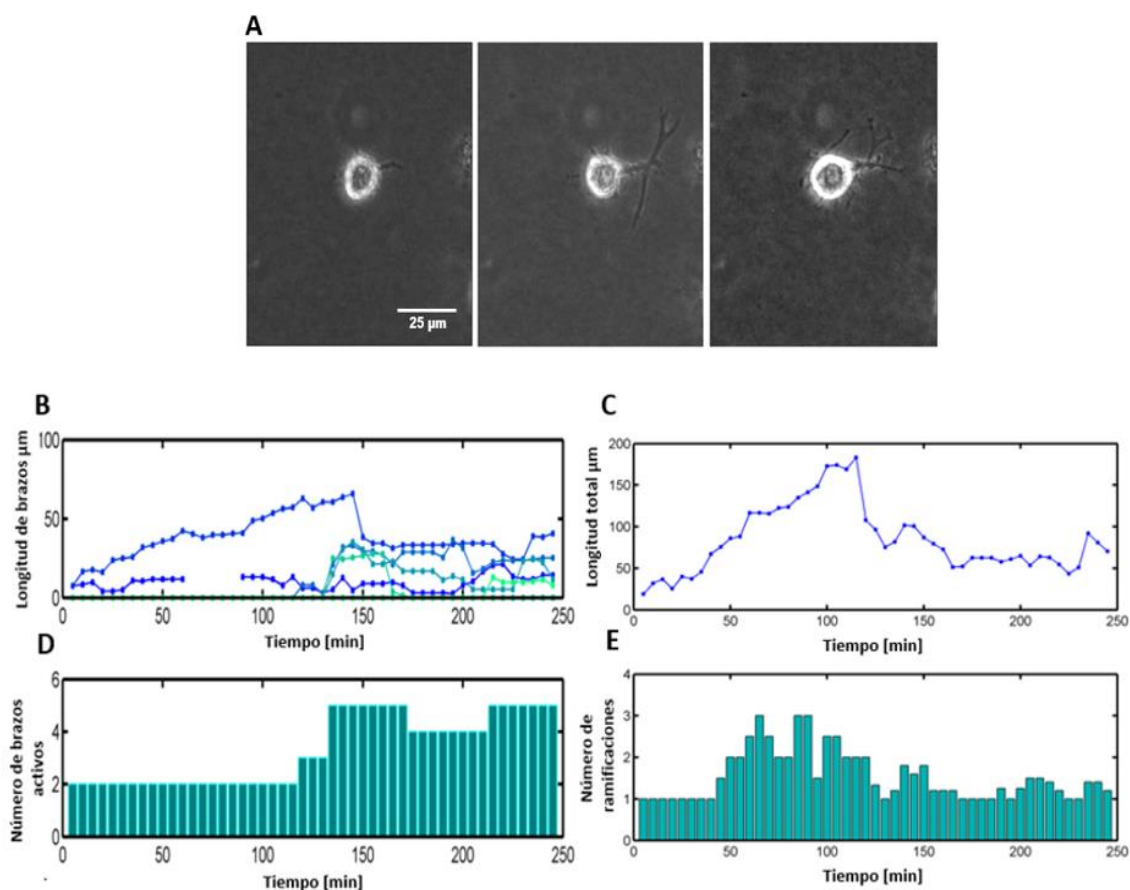 A
25 µm
B
Longitud de brazos µm
100
50
0
0
50
100
150
200
250
Tiempo [min]
C
Longitud total µm
200
150
100
50
0
0
50
100
150
200
250
Tiempo [min]
D
Número de brazos
activos
6
4
2
0
0
50
100
150
200
250
Tiempo [min]
E
Número de
ramificaciones
4
3
2
1
0
0
50
100
150
200
250
Tiempo [min]